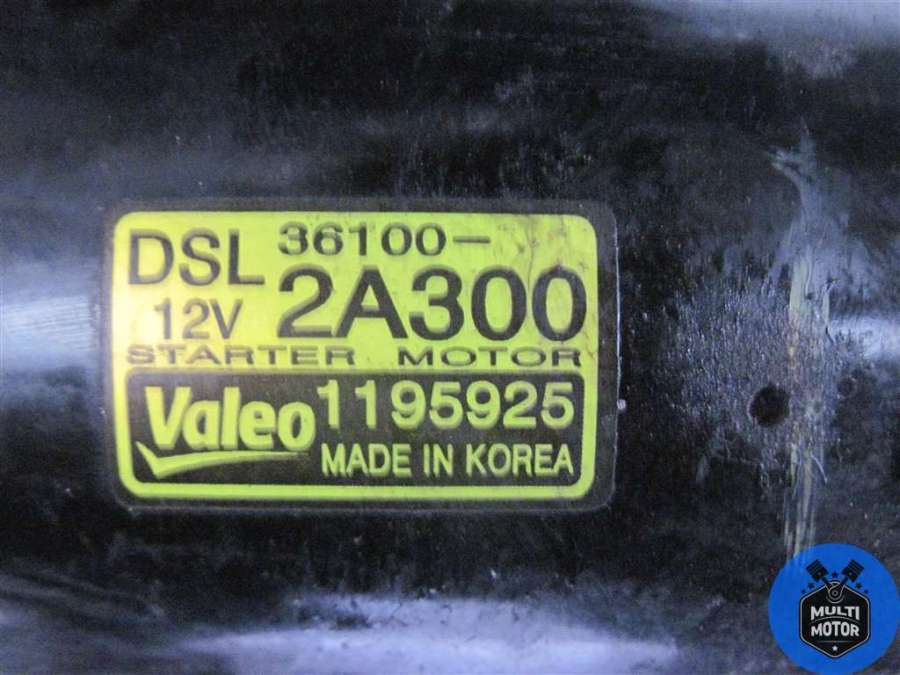 DSL 36100-
12V 2A300
STARTER MOTOR
Valeo 1195925
MADE IN KOREA
MULTI
MOTOR